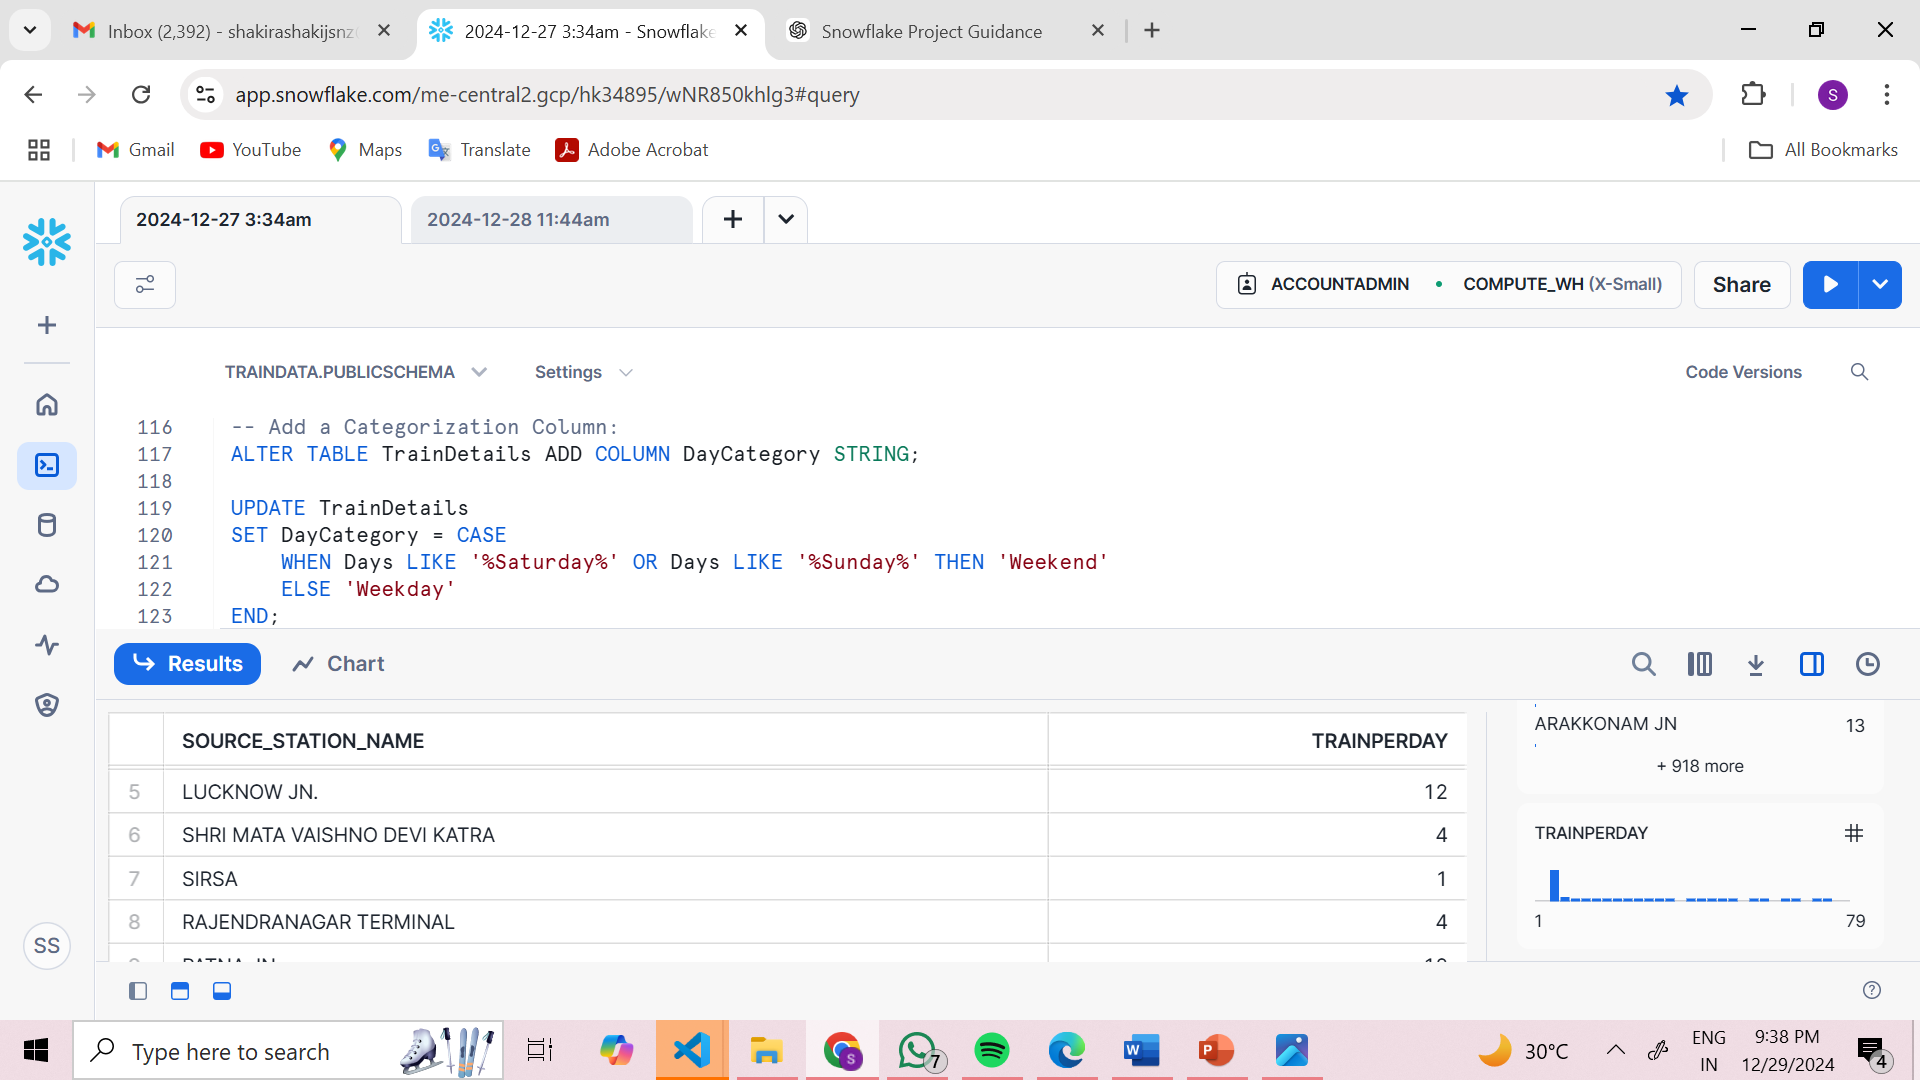 Inbox (2,392) - shakirashakijsnz
2024-12-27 3:34am - Snowflake
Snowflake Project Guidance
app.snowflake.com/me-central2.gcp/hk34895/wNR850khlg3#query
S
Gmail
YouTube
Maps
Translate
Adobe Acrobat
All Bookmarks
2024-12-27 3:34am
2024-12-28 11:44am
ACCOUNTADMIN • COMPUTE_WH (X-Small)
Share
TRAINDATA.PUBLICSCHEMA
Settings
Code Versions
116 -- Add a Categorization Column:
117 ALTER TABLE TrainDetails ADD COLUMN DayCategory STRING;
118
119 UPDATE TrainDetails
120 SET DayCategory = CASE
121 WHEN Days LIKE '%Saturday%' OR Days LIKE '%Sunday%' THEN 'Weekend'
122 ELSE 'Weekday'
123 END;
Results
Chart
SOURCE_STATION_NAME TRAINPERDAY
5 LUCKNOW JN. 12
6 SHRI MATA VAISHNO DEVI KATRA 4
7 SIRSA 1
8 RAJENDRANAGAR TERMINAL 4
ARAKKONAM JN 13
+ 918 more
TRAINPERDAY
1 79
SS
Type here to search
S
7
30°C
ENG
IN
9:38 PM
12/29/2024
4